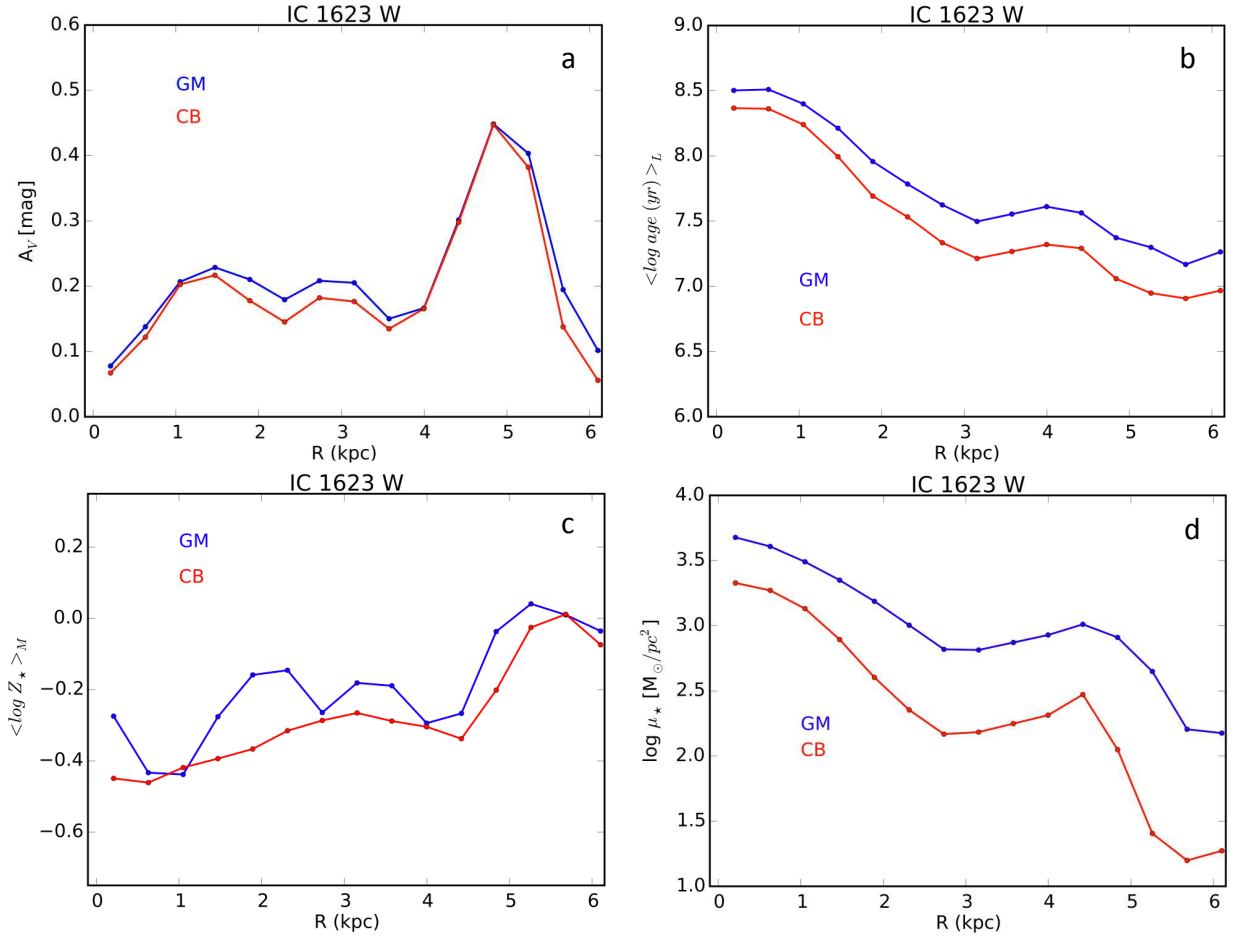 IC 1623 W
a
GM
CB
0.6
0.5
0.4
0.3
0.2
0.1
0.0
A_V [mag]
0 1 2 3 4 5 6
R (kpc)
IC 1623 W
b
GM
CB
9.0
8.5
8.0
7.5
7.0
6.5
6.0
<log age (yr) >_L
0 1 2 3 4 5 6
R (kpc)
IC 1623 W
c
GM
CB
0.2
0.0
−0.2
−0.4
−0.6
<log Z_⋆ >_M
0 1 2 3 4 5 6
R (kpc)
IC 1623 W
d
GM
CB
4.0
3.5
3.0
2.5
2.0
1.5
1.0
log μ_⋆ [M_⊙/pc²]
0 1 2 3 4 5 6
R (kpc)